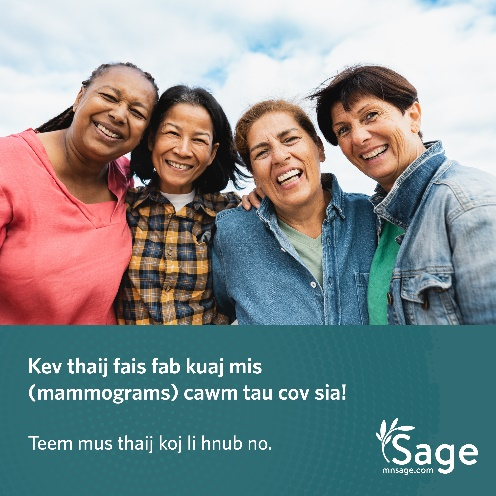 Kev thaij fais fab kuaj mis
(mammograms) cawm tau cov sia!
Teem mus thaij koj li hnub no.
Sage
mnsage.com